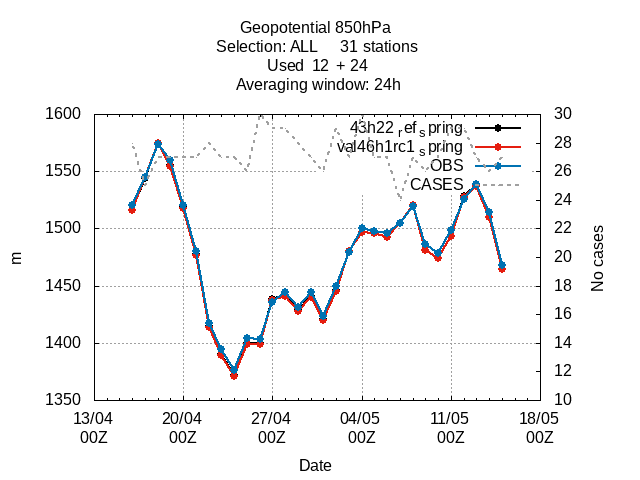 Geopotential 850hPa
Selection: ALL 31 stations
Used 12 + 24
Averaging window: 24h
43h22_ref_spring
val46h1rc1_spring
OBS
CASES
1600
1550
1500
1450
1400
1350
m
30
28
26
24
22
20
18
16
14
12
10
No cases
13/04 20/04 27/04 04/05 11/05 18/05
00Z 00Z 00Z 00Z 00Z 00Z
Date